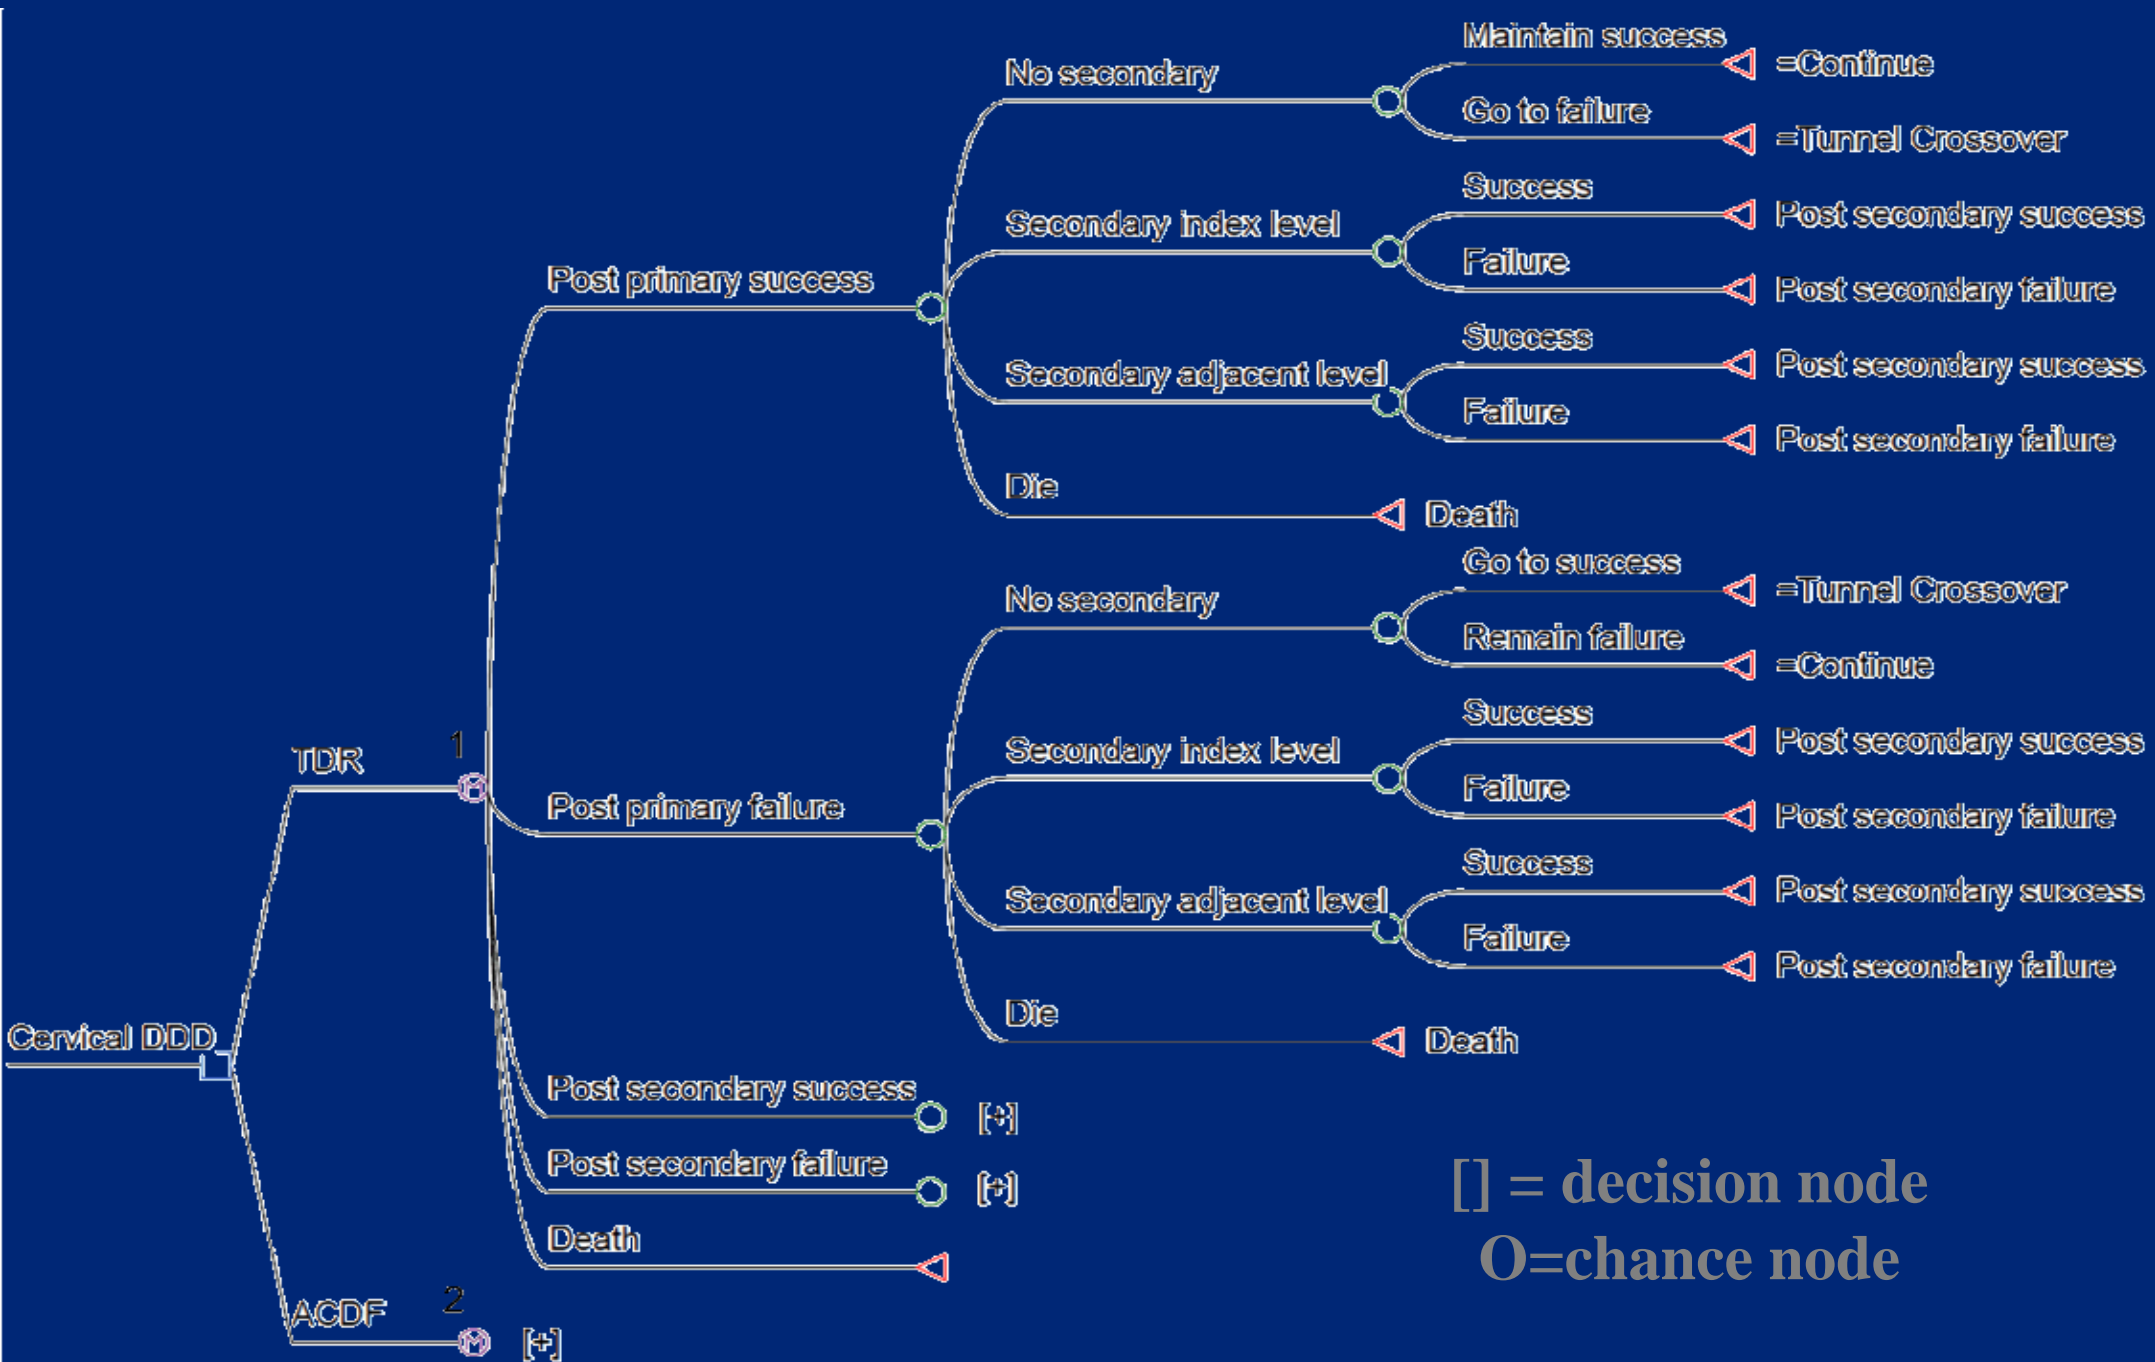 Maintain success
=Continue
No secondary
Go to failure
=Tunnel Crossover
Success
Post secondary success
Secondary index level
Failure
Post secondary failure
Post primary success
Success
Post secondary success
Secondary adjacent level
Failure
Post secondary failure
Die
Death
Go to success
=Tunnel Crossover
No secondary
Remain failure
=Continue
Success
Post secondary success
TDR
1
Secondary index level
Failure
Post secondary failure
Post primary failure
Success
Post secondary success
Secondary adjacent level
Failure
Post secondary failure
Die
Death
Cervical DDD
Post secondary success
[+]
Post secondary failure
[+]
Death
ACDF
2
M
[+]
M
[] = decision node
O=chance node